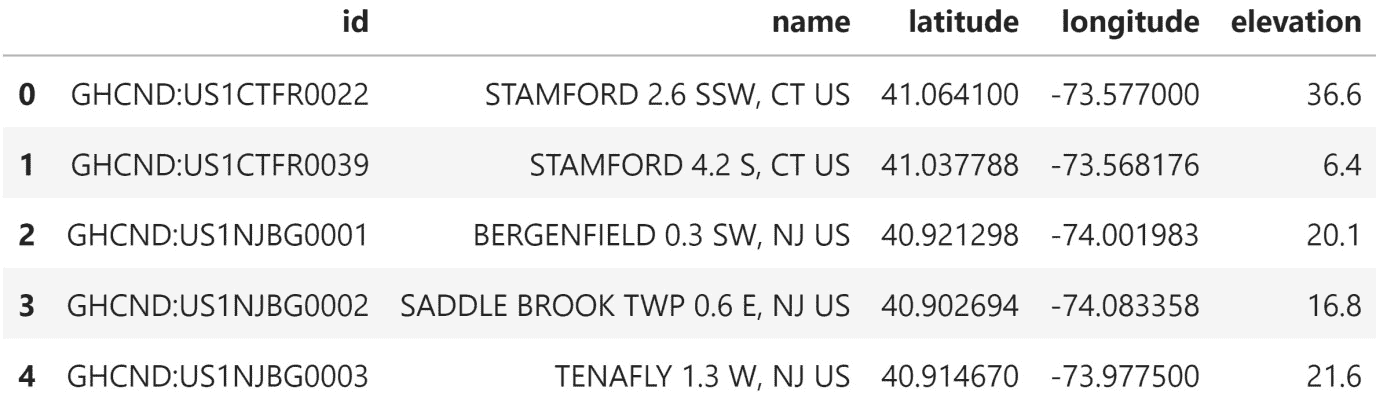 id name latitude longitude elevation
0 GHCND:US1CTFR0022 STAMFORD 2.6 SSW, CT US 41.064100 -73.577000 36.6
1 GHCND:US1CTFR0039 STAMFORD 4.2 S, CT US 41.037788 -73.568176 6.4
2 GHCND:US1NJBG0001 BERGENFIELD 0.3 SW, NJ US 40.921298 -74.001983 20.1
3 GHCND:US1NJBG0002 SADDLE BROOK TWP 0.6 E, NJ US 40.902694 -74.083358 16.8
4 GHCND:US1NJBG0003 TENAFLY 1.3 W, NJ US 40.914670 -73.977500 21.6